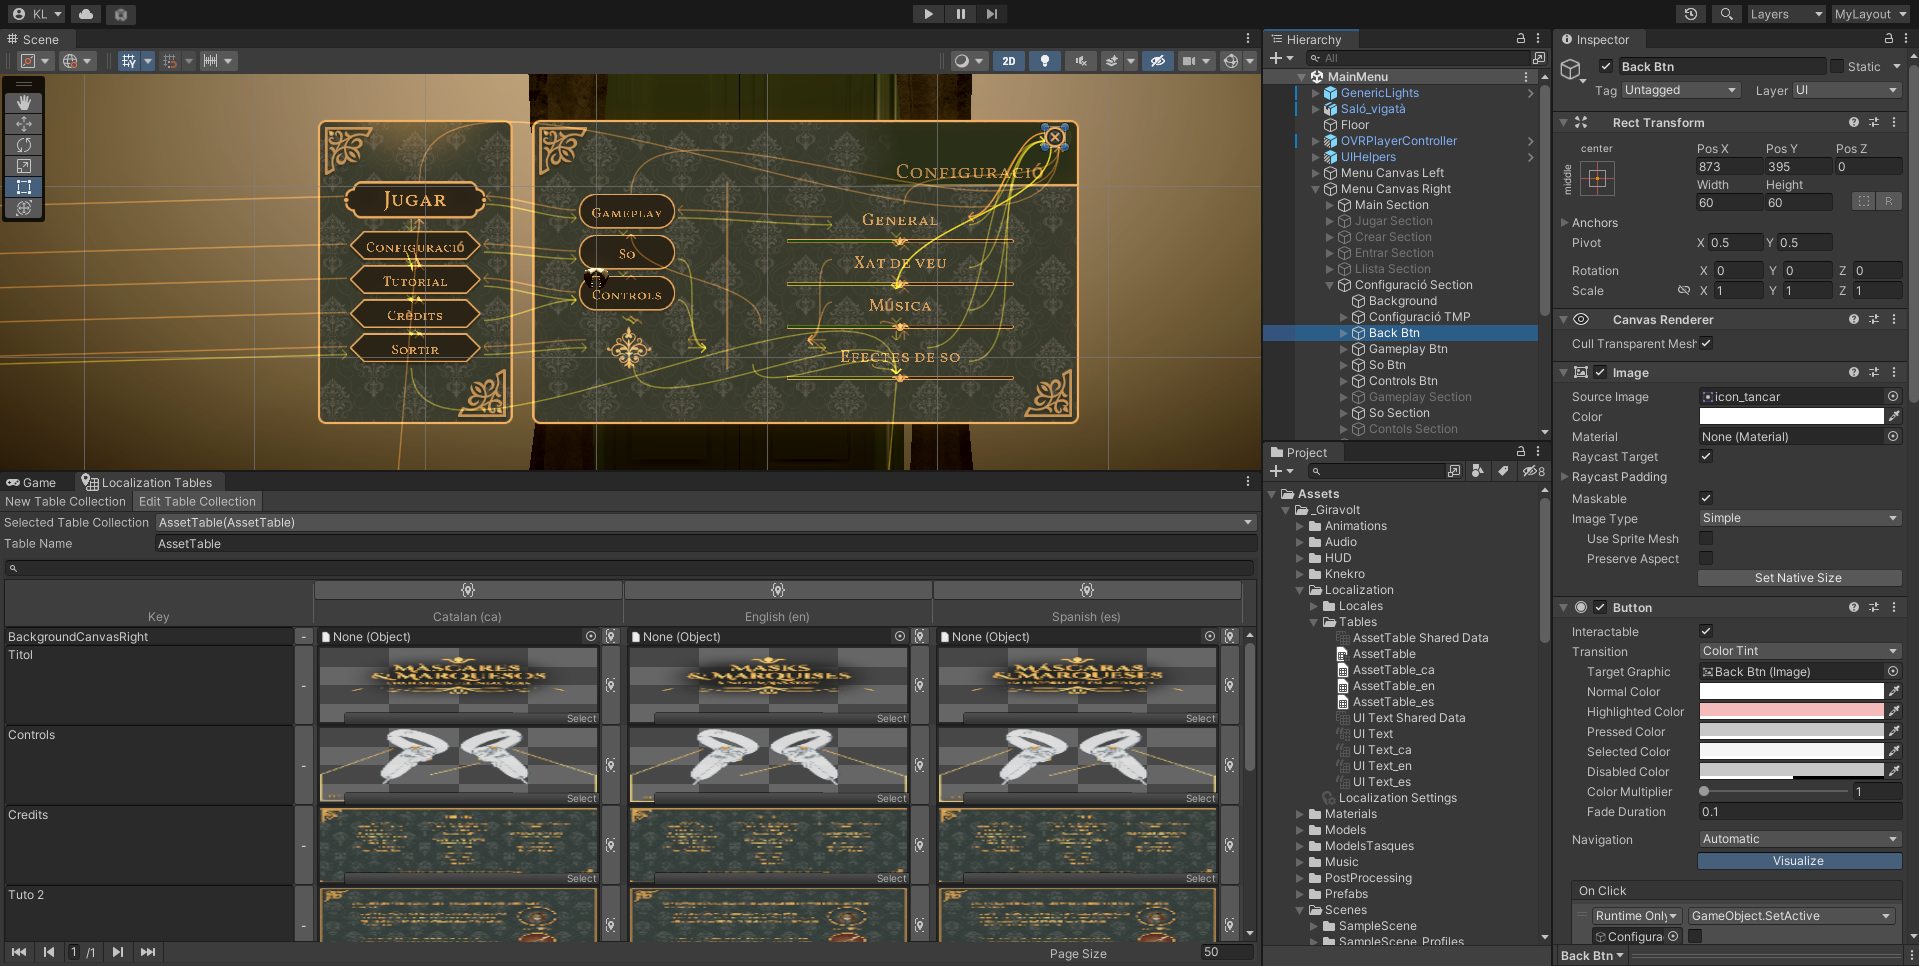 KL
Layers
MyLayout
Scene
2D
JUGAR
CONFIGURACIÓ
TUTORIAL
CRÈDITS
SORTIR
GAMEPLAY
SO
CONTROLS
CONFIGURACIÓ
GENERAL
XAT DE VEU
MÚSICA
EFECTES DE SO
Game
Localization Tables
New Table Collection
Edit Table Collection
Selected Table Collection
AssetTable(AssetTable)
Table Name
AssetTable
Key
Catalan (ca)
English (en)
Spanish (es)
BackgroundCanvasRight
None (Object)
None (Object)
None (Object)
Titol
MÀSCARES
& MARQUESOS
MASKS
& MARQUISES
MÁSCARAS
& MARQUESES
Select
Select
Select
Controls
Select
Select
Select
Credits
Select
Select
Select
Tuto 2
1 /1
Page Size
50
Hierarchy
All
MainMenu
GenericLights
Saló_vigatà
Floor
OVRPlayerController
UIHelpers
Menu Canvas Left
Menu Canvas Right
Main Section
Jugar Section
Crear Section
Entrar Section
Llista Section
Configuració Section
Background
Configuració TMP
Back Btn
Gameplay Btn
So Btn
Controls Btn
Gameplay Section
So Section
Contols Section
Project
8
Assets
_Giravolt
Animations
Audio
HUD
Knekro
Localization
Locales
Tables
AssetTable Shared Data
AssetTable
AssetTable_ca
AssetTable_en
AssetTable_es
UI Text Shared Data
UI Text
UI Text_ca
UI Text_en
UI Text_es
Localization Settings
Materials
Models
ModelsTasques
Music
PostProcessing
Prefabs
Scenes
SampleScene
SampleScene_Profiles
Inspector
Back Btn
Static
Tag
Untagged
Layer
UI
Rect Transform
center
middle
Pos X
Pos Y
Pos Z
873
395
0
Width
Height
60
60
R
Anchors
Pivot
X 0.5
Y 0.5
Rotation
X 0
Y 0
Z 0
Scale
X 1
Y 1
Z 1
Canvas Renderer
Cull Transparent Mesh
Image
Source Image
icon_tancar
Color
Material
None (Material)
Raycast Target
Raycast Padding
Maskable
Image Type
Simple
Use Sprite Mesh
Preserve Aspect
Set Native Size
Button
Interactable
Transition
Color Tint
Target Graphic
Back Btn (Image)
Normal Color
Highlighted Color
Pressed Color
Selected Color
Disabled Color
Color Multiplier
1
Fade Duration
0.1
Navigation
Automatic
Visualize
On Click
Runtime Only
GameObject.SetActive
Configura
Back Btn